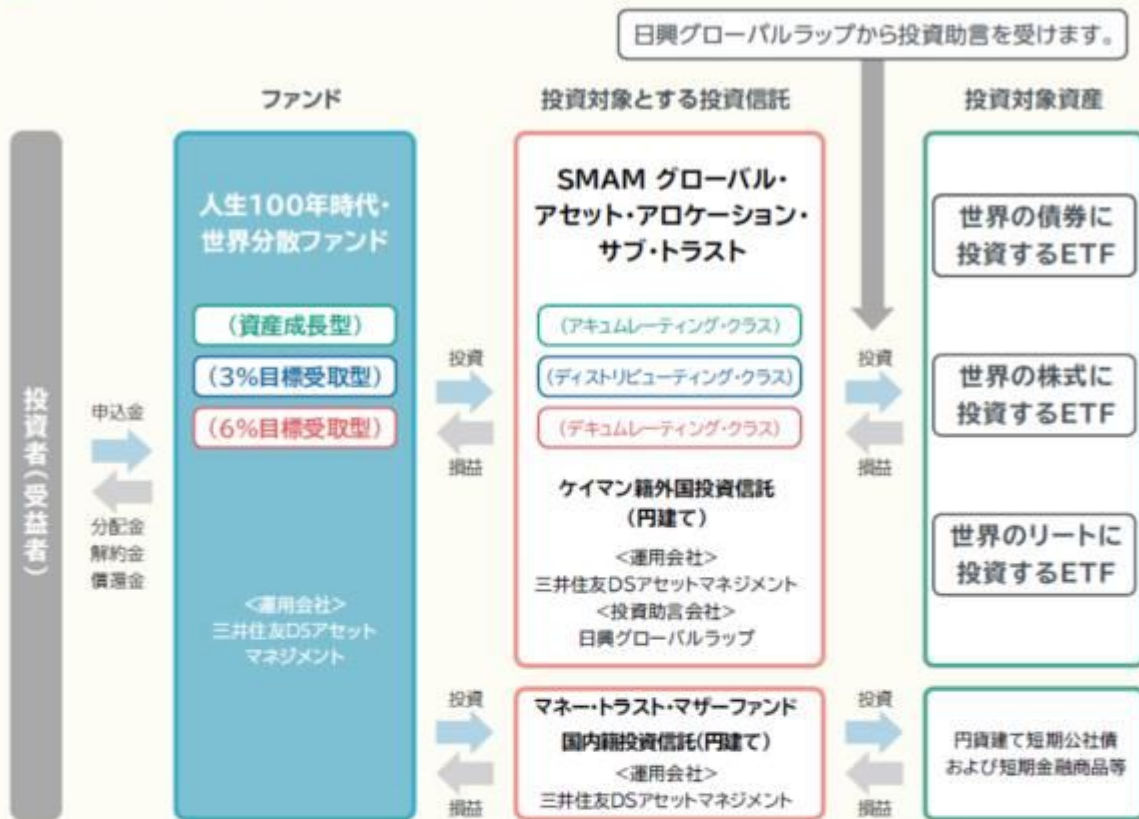 日興グローバルラップから投資助言を受けます。
ファンド
投資対象とする投資信託
投資対象資産
投資者(受益者)
申込金
分配金
解約金
償還金
人生100年時代・
世界分散ファンド
(資産成長型)
(3%目標受取型)
(6%目標受取型)
<運用会社>
三井住友DSアセット
マネジメント
投資
損益
SMAM グローバル・
アセット・アロケーション・
サブ・トラスト
(アキュムレーティング・クラス)
(ディストリビューティング・クラス)
(デキュムレーティング・クラス)
ケイマン籍外国投資信託
(円建て)
<運用会社>
三井住友DSアセットマネジメント
<投資助言会社>
日興グローバルラップ
投資
損益
世界の債券に
投資するETF
世界の株式に
投資するETF
世界のリートに
投資するETF
投資
損益
マネー・トラスト・マザーファンド
国内籍投資信託(円建て)
<運用会社>
三井住友DSアセットマネジメント
投資
損益
円貨建て短期公社債
および短期金融商品等